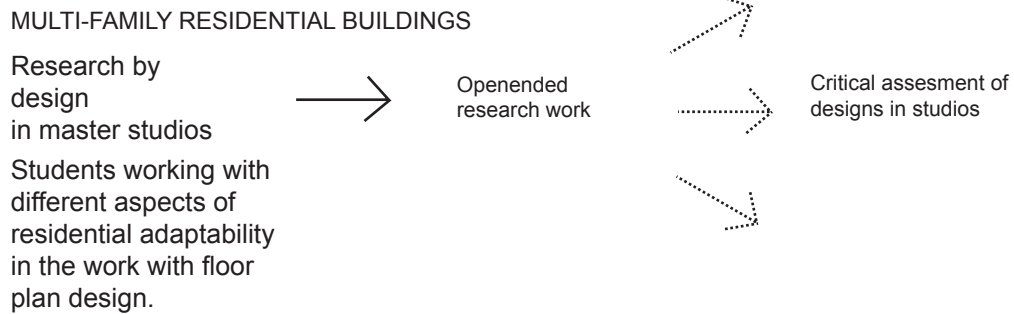 MULTI-FAMILY RESIDENTIAL BUILDINGS
Research by
design
in master studios
Students working with
different aspects of
residential adaptability
in the work with floor
plan design.
Openended
research work
Critical assesment of
designs in studios